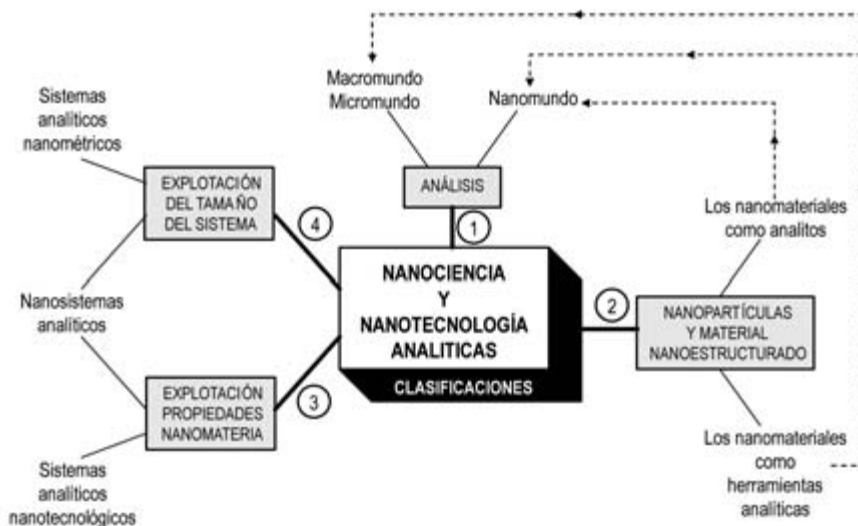 Macromundo
Micromundo
Nanomundo
Sistemas
analíticos
nanométricos
ANÁLISIS
EXPLOTACIÓN
DEL TAMAÑO
DEL SISTEMA
4
1
Los nanomateriales
como analitos
NANOCIENCIA
Y
NANOTECNOLOGÍA
ANALITICAS
CLASIFICACIONES
2
NANOPARTÍCULAS
Y MATERIAL
NANOESTRUCTURADO
Nanosistemas
analíticos
3
EXPLOTACIÓN
PROPIEDADES
NANOMATERIA
Sistemas
analíticos
nanotecnológicos
Los nanomateriales
como
herramientas
analíticas